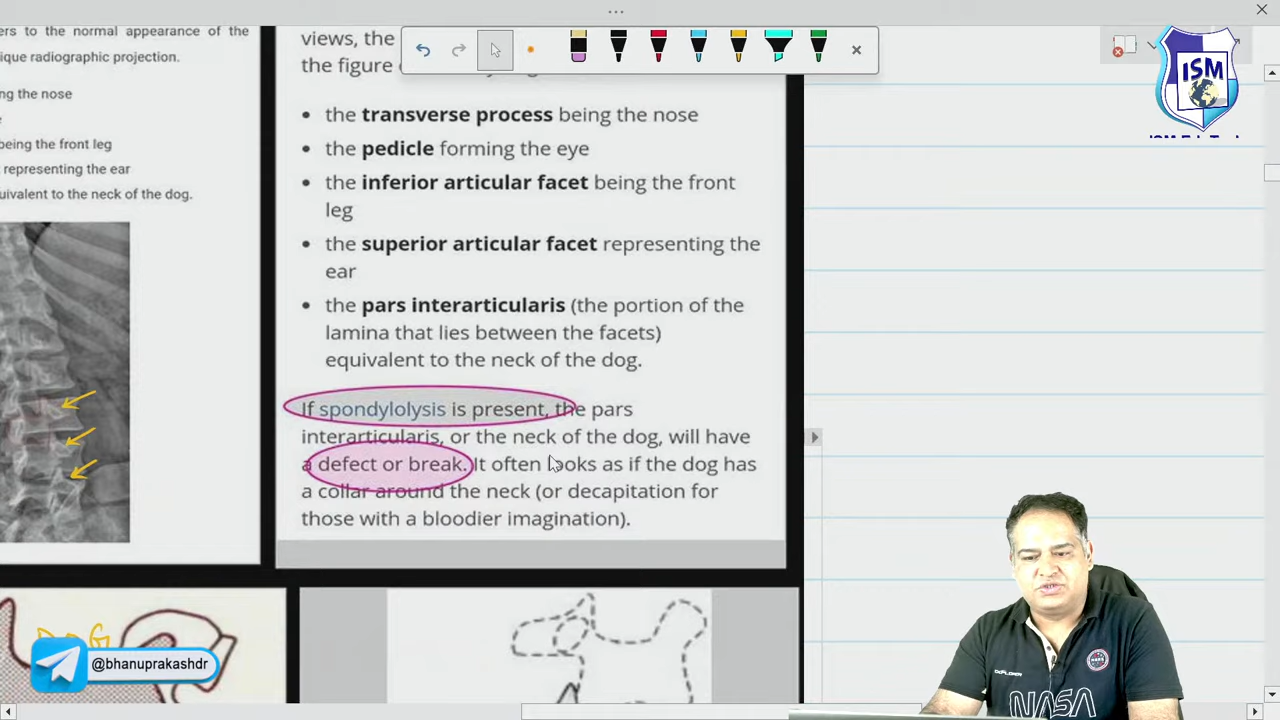 ers to the normal appearance of the
ique radiographic projection.
ng the nose
being the front leg
representing the ear
uivalent to the neck of the dog.
views, the
the figure
• the transverse process being the nose
• the pedicle forming the eye
• the inferior articular facet being the front
leg
• the superior articular facet representing the
ear
• the pars interarticularis (the portion of the
lamina that lies between the facets)
equivalent to the neck of the dog.
If spondylolysis is present, the pars
interarticularis, or the neck of the dog, will have
a defect or break. It often looks as if the dog has
a collar around the neck (or decapitation for
those with a bloodier imagination).
@bhanuprakashdr
ISM
EXPLORER
NASA